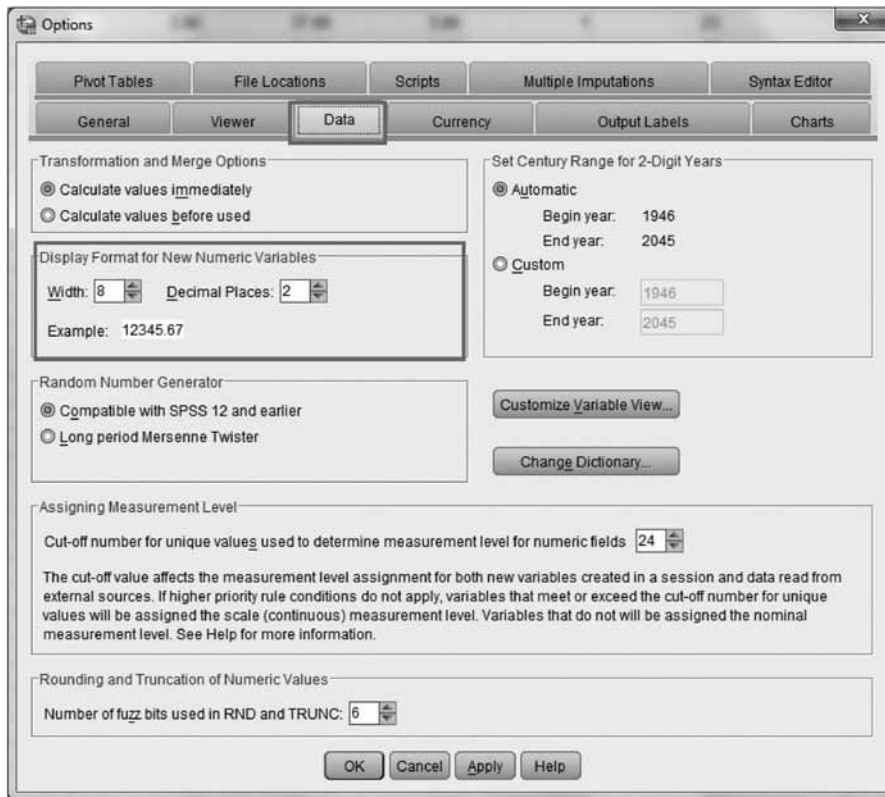 Options
Pivot Tables File Locations Scripts Multiple Imputations Syntax Editor
General Viewer Data Currency Output Labels Charts
Transformation and Merge Options
Calculate values immediately
Calculate values before used
Display Format for New Numeric Variables
Width: 8 Decimal Places: 2
Example: 12345.67
Random Number Generator
Compatible with SPSS 12 and earlier
Long period Mersenne Twister
Set Century Range for 2-Digit Years
Automatic
Begin year: 1946
End year: 2045
Custom
Begin year: 1946
End year: 2045
Customize Variable View...
Change Dictionary...
Assigning Measurement Level
Cut-off number for unique values used to determine measurement level for numeric fields 24
The cut-off value affects the measurement level assignment for both new variables created in a session and data read from
external sources. If higher priority rule conditions do not apply, variables that meet or exceed the cut-off number for unique
values will be assigned the scale (continuous) measurement level. Variables that do not will be assigned the nominal
measurement level. See Help for more information.
Rounding and Truncation of Numeric Values
Number of fuzz bits used in RND and TRUNC: 6
OK Cancel Apply Help